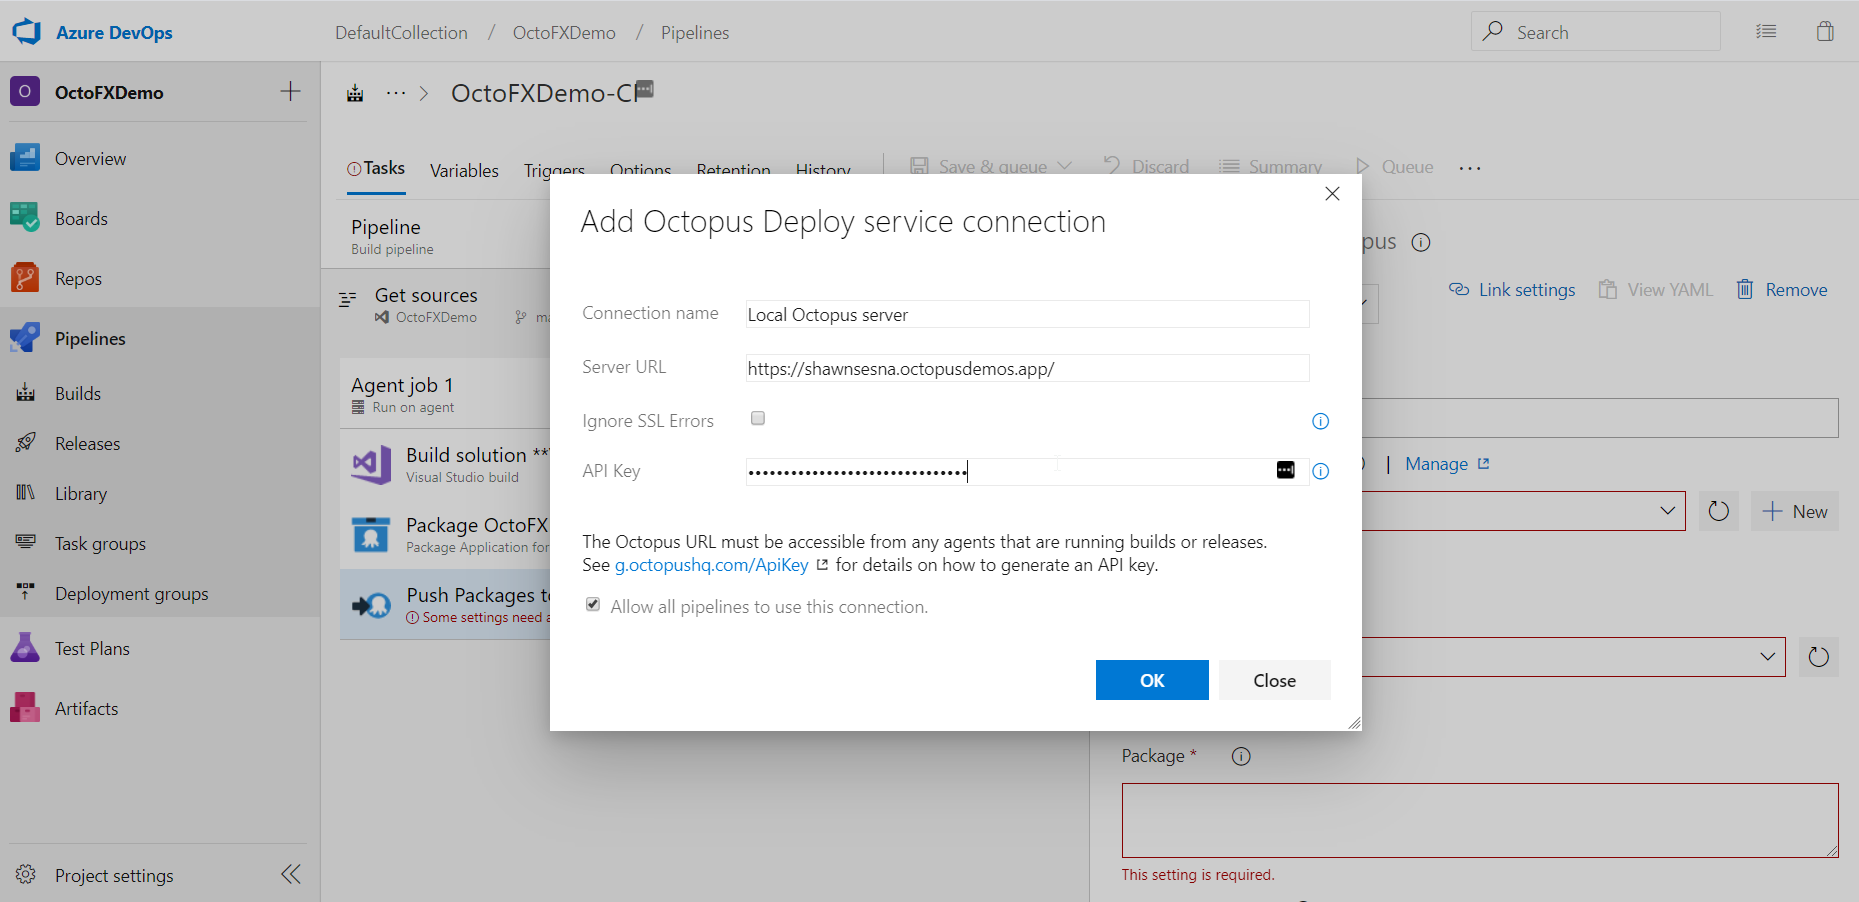 Azure DevOps
DefaultCollection / OctoFXDemo / Pipelines
Search
O OctoFXDemo
Overview
Boards
Repos
Pipelines
Builds
Releases
Library
Task groups
Deployment groups
Test Plans
Artifacts
Project settings
··· > OctoFXDemo-CI
Tasks Variables Triggers Options Retention History Save & queue Discard Summary Queue ···
Pipeline
Build pipeline
Get sources
OctoFXDemo
Agent job 1
Run on agent
Build solution **
Visual Studio build
Package OctoFX
Package Application for
Push Packages to
Some settings need a
Add Octopus Deploy service connection
Connection name Local Octopus server
Server URL https://shawnsesna.octopusdemos.app/
Ignore SSL Errors
API Key ••••••••••••••••••••••••••••••
The Octopus URL must be accessible from any agents that are running builds or releases.
See g.octopushq.com/ApiKey for details on how to generate an API key.
Allow all pipelines to use this connection.
OK Close
pus
Link settings View YAML Remove
| Manage
New
Package *
This setting is required.